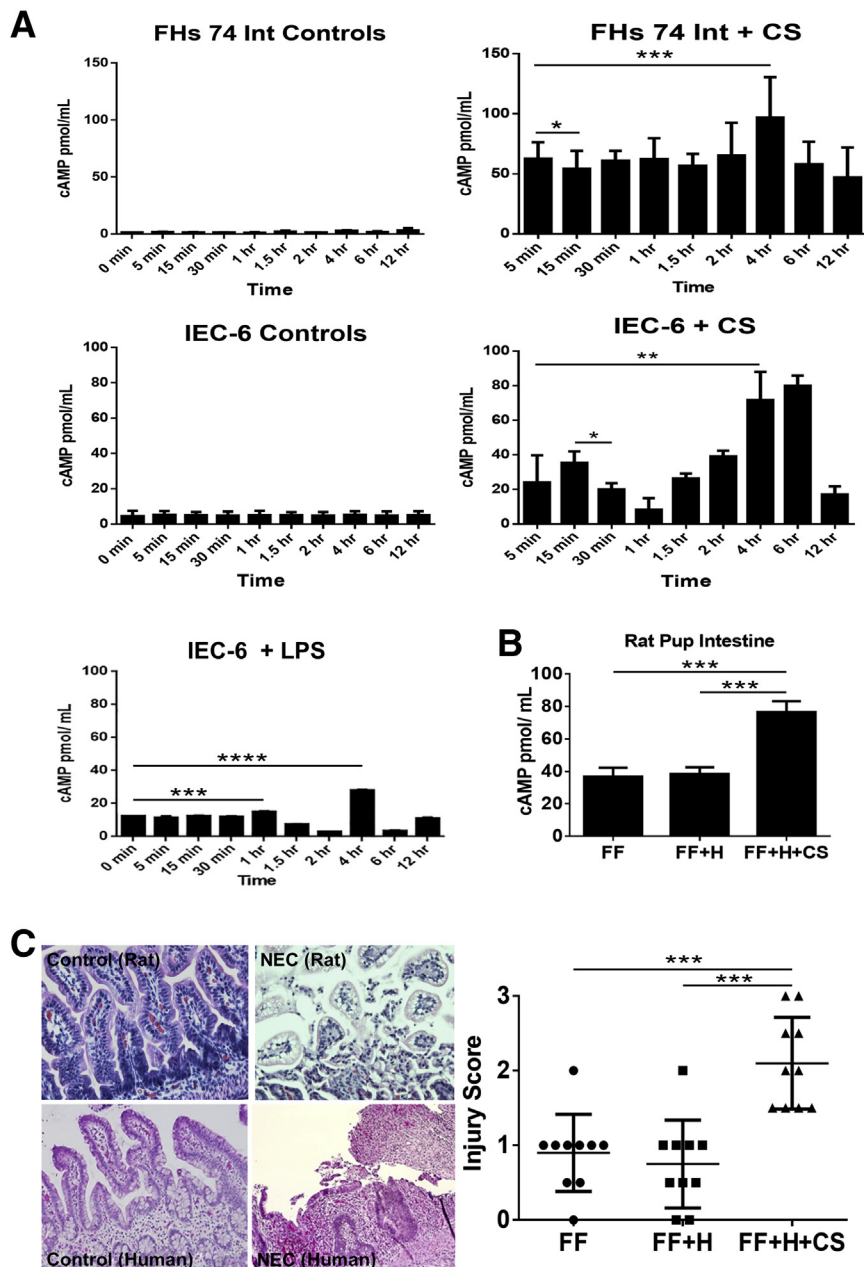 A
FHs 74 Int Controls
cAMP pmol/mL
150
100
50
0
0 min
5 min
15 min
30 min
1 hr
1.5 hr
2 hr
4 hr
6 hr
12 hr
Time
FHs 74 Int + CS
cAMP pmol/mL
150
100
50
0
***
*
5 min
15 min
30 min
1 hr
1.5 hr
2 hr
4 hr
6 hr
12 hr
Time
IEC-6 Controls
cAMP pmol/mL
100
80
60
40
20
0
0 min
5 min
15 min
30 min
1 hr
1.5 hr
2 hr
4 hr
6 hr
12 hr
Time
IEC-6 + CS
cAMP pmol/mL
100
80
60
40
20
0
**
*
5 min
15 min
30 min
1 hr
1.5 hr
2 hr
4 hr
6 hr
12 hr
Time
IEC-6 + LPS
cAMP pmol/ mL
100
80
60
40
20
0
****
***
0 min
5 min
15 min
30 min
1 hr
1.5 hr
2 hr
4 hr
6 hr
12 hr
Time
B
Rat Pup Intestine
cAMP pmol/ mL
100
80
60
40
20
0
***
***
FF
FF+H
FF+H+CS
C
Control (Rat)
NEC (Rat)
Control (Human)
NEC (Human)
Injury Score
3
2
1
0
***
***
FF
FF+H
FF+H+CS